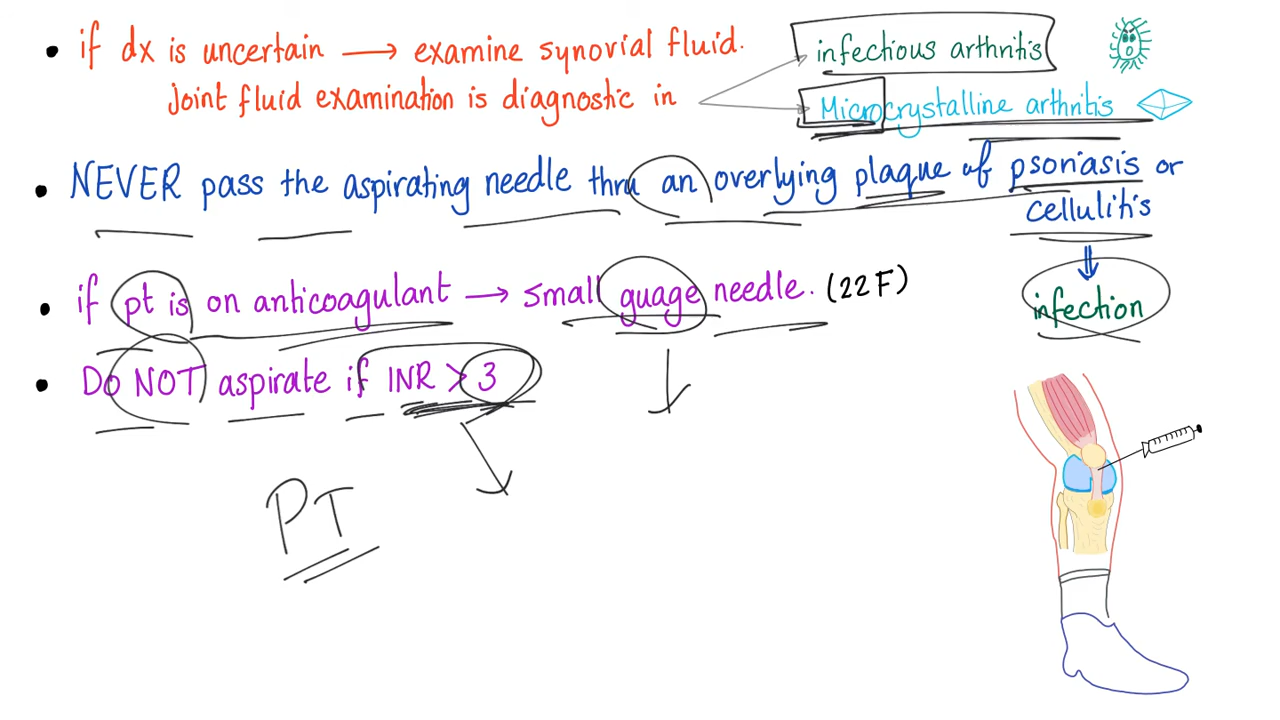 • if dx is uncertain → examine synovial fluid.
Joint fluid examination is diagnostic in
infectious arthritis
Microcrystalline arthritis
• NEVER pass the aspirating needle thru an overlying plaque of psoriasis or
cellulitis
⇓
infection
• if pt is on anticoagulant → small guage needle. (22 F)
• Do NOT aspirate if INR > 3
PT